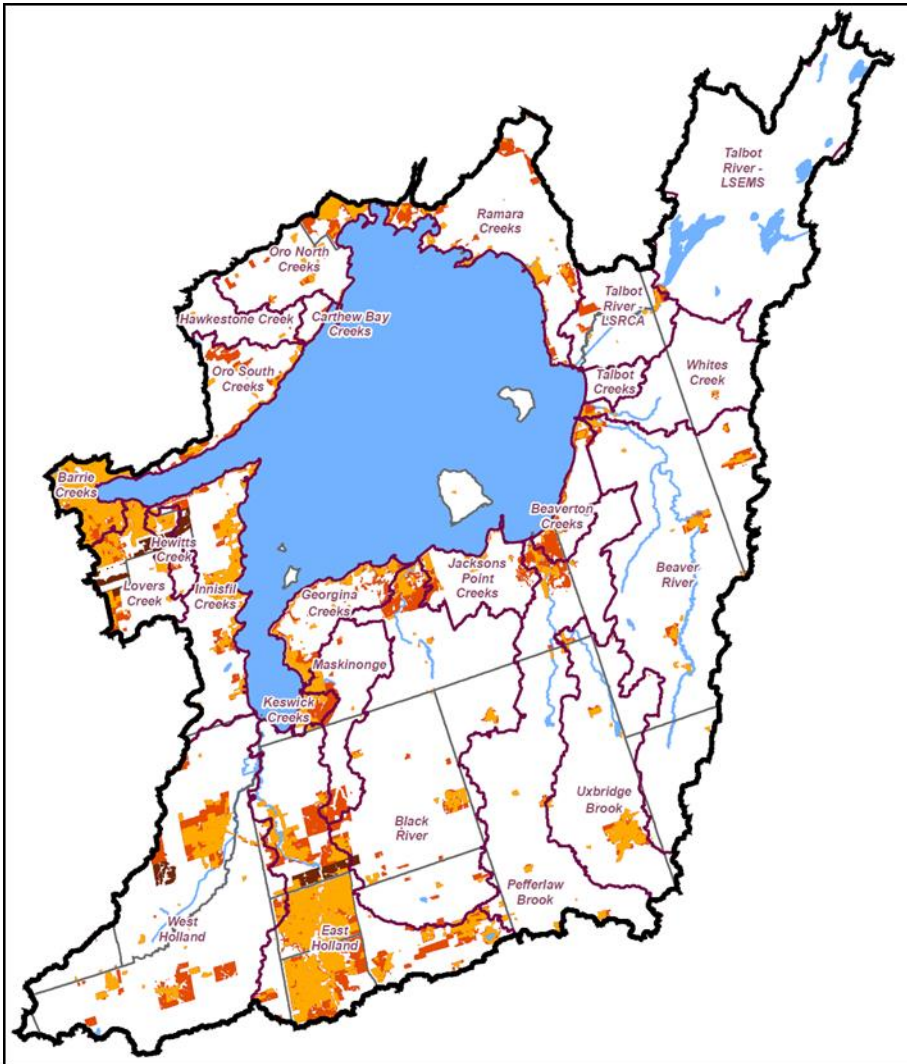 Talbot
River -
LSEMS
Ramara
Creeks
Oro North
Creeks
Talbot
River -
LSRCA
Hawkestone Creek
Carthew Bay
Creeks
Oro South
Creeks
Talbot
Creeks
Whites
Creek
Barrie
Creeks
Hewitts
Creek
Beaverton
Creeks
Lovers
Creek
Innisfil
Creeks
Georgina
Creeks
Jacksons
Point
Creeks
Beaver
River
Maskinonge
Keswick
Creeks
Uxbridge
Brook
Black
River
Pefferlaw
Brook
West
Holland
East
Holland